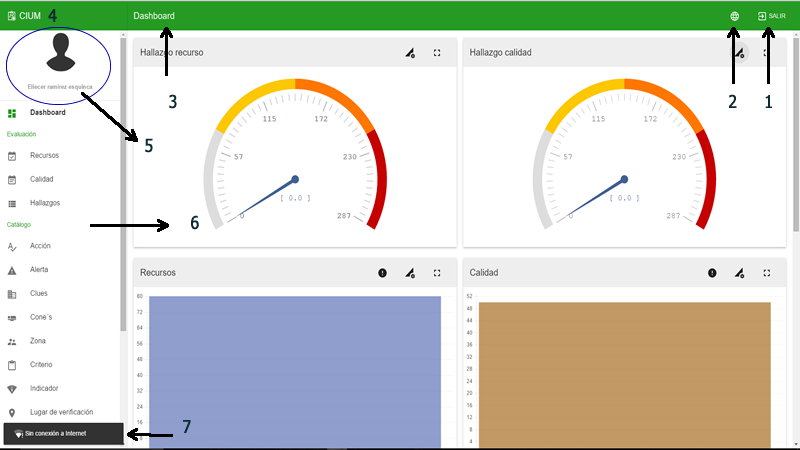 CIUM 4
Dashboard
SALIR
Eliecer ramirez esquinca
Dashboard
Evaluación
Recursos
Calidad
Hallazgos
Catálogo
Acción
Alerta
Clues
Cone´s
Zona
Criterio
Indicador
Lugar de verificación
Sin conexión a Internet
3
5
6
7
2
1
Hallazgo recurso
0
57
115
172
230
287
[ 0.0 ]
Hallazgo calidad
0
57
115
172
230
287
[ 0.0 ]
Recursos
80
72
64
56
48
40
32
24
16
8
Calidad
52
48
44
40
36
32
28
24
20
16
12
8
4